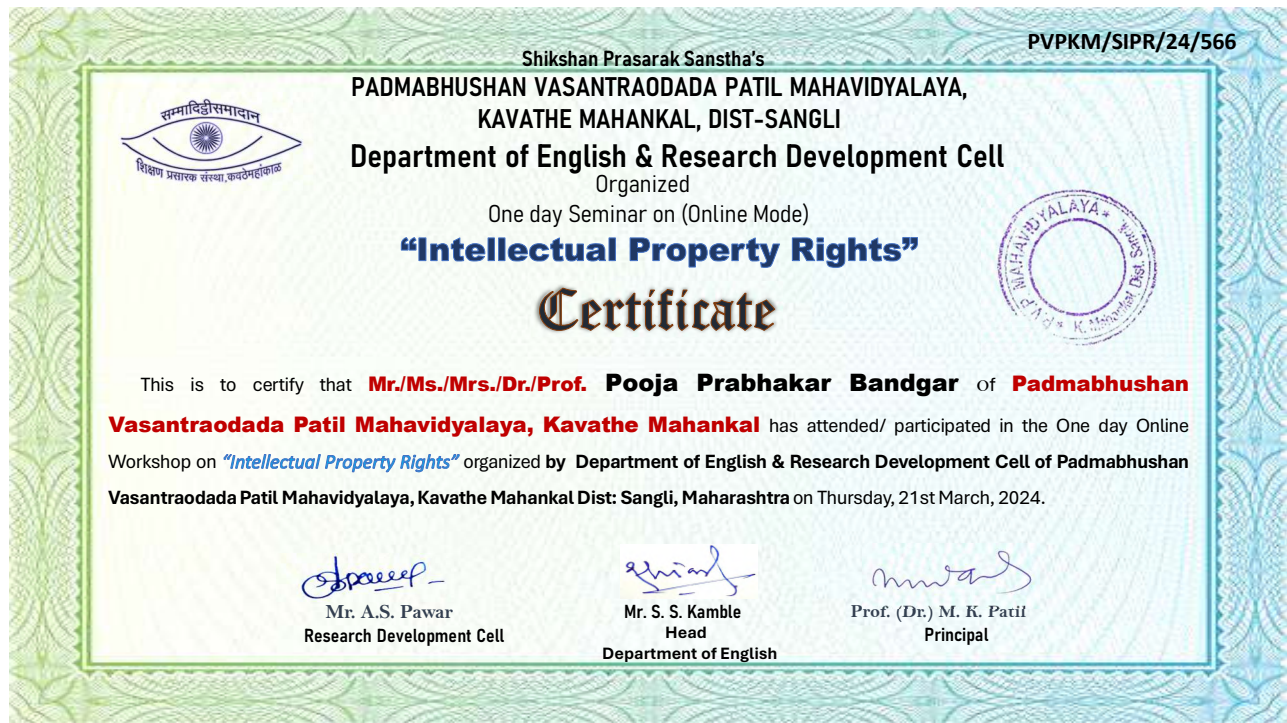 PVPKM/SIPR/24/566
Shikshan Prasarak Sanstha's
PADMABHUSHAN VASANTRAODADA PATIL MAHAVIDYALAYA,
KAVATHE MAHANKAL, DIST-SANGLI
सम्मादिट्ठीसमादान
शिक्षण प्रसारक संस्था,कवठेमहांकाळ
Department of English & Research Development Cell
Organized
One day Seminar on (Online Mode)
“Intellectual Property Rights”
P.V.P. MAHAVIDYALAYA * K. Mahankal, Dist. Sangli *
Certificate
This is to certify that Mr./Ms./Mrs./Dr./Prof. Pooja Prabhakar Bandgar of Padmabhushan
Vasantraodada Patil Mahavidyalaya, Kavathe Mahankal has attended/ participated in the One day Online
Workshop on “Intellectual Property Rights” organized by Department of English & Research Development Cell of Padmabhushan
Vasantraodada Patil Mahavidyalaya, Kavathe Mahankal Dist: Sangli, Maharashtra on Thursday, 21st March, 2024.
Mr. A.S. Pawar
Research Development Cell
Mr. S. S. Kamble
Head
Department of English
Prof. (Dr.) M. K. Patil
Principal